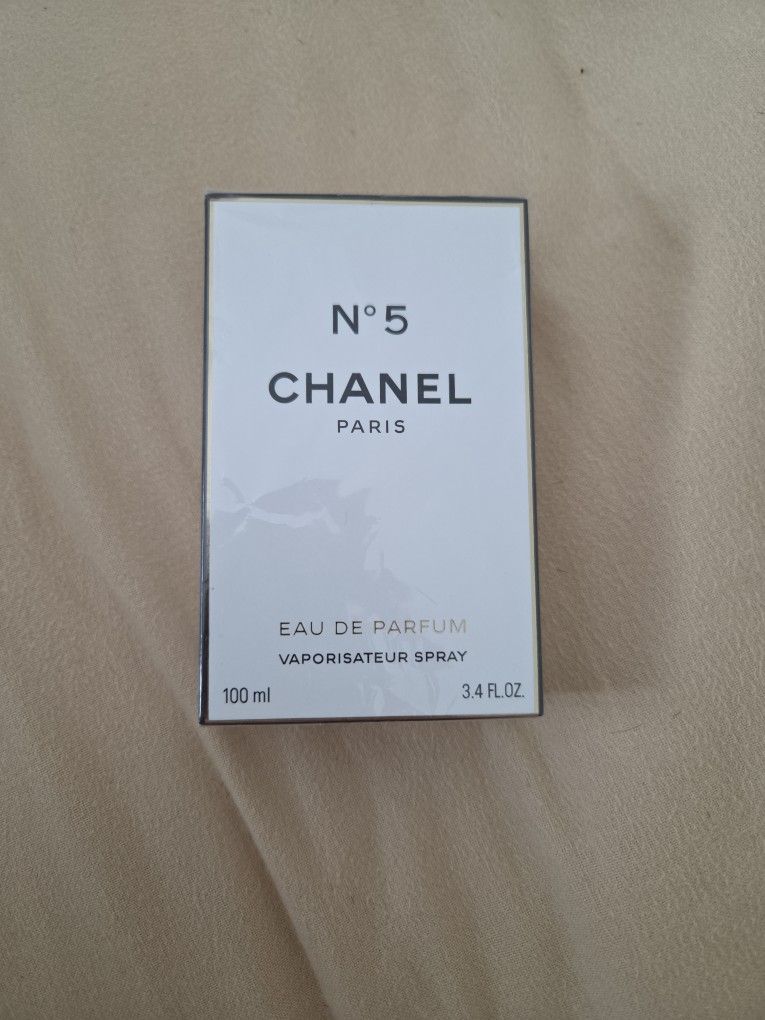 N° 5
CHANEL
PARIS
EAU DE PARFUM
VAPORISATEUR SPRAY
100 ml 3.4 FL.OZ.